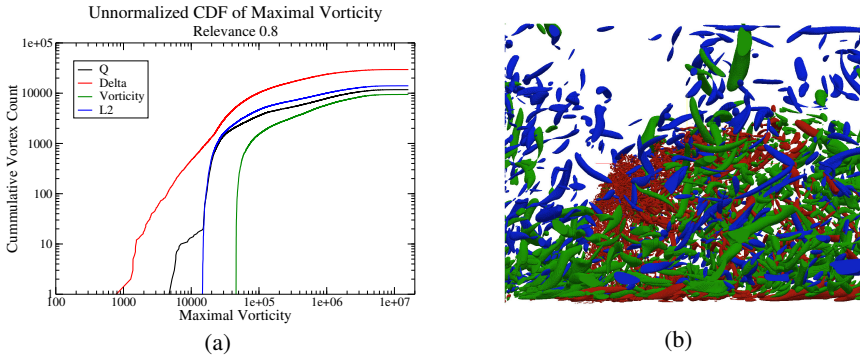 Unnormalized CDF of Maximal Vorticity
Relevance 0.8
1e+05
10000
1000
100
10
1
Cummulative Vortex Count
Q
Delta
Vorticity
L2
100 1000 10000 1e+05 1e+06 1e+07
Maximal Vorticity
(a)
(b)